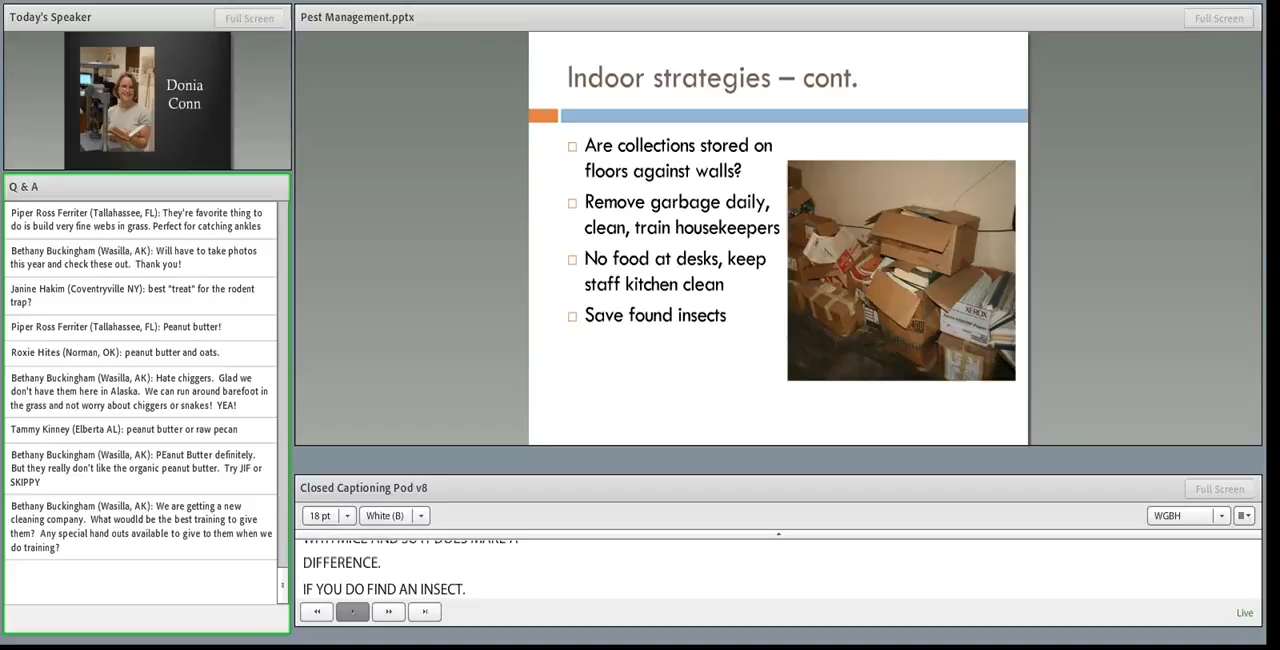 Today's Speaker
Full Screen
Donia
Conn
Q & A
Piper Ross Ferriter (Tallahassee, FL): They're favorite thing to
do is build very fine webs in grass. Perfect for catching ankles
Bethany Buckingham (Wasilla, AK): Will have to take photos
this year and check these out.  Thank you!
Janine Hakim (Coventryville NY): best "treat" for the rodent
trap?
Piper Ross Ferriter (Tallahassee, FL): Peanut butter!
Roxie Hites (Norman, OK): peanut butter and oats.
Bethany Buckingham (Wasilla, AK): Hate chiggers.  Glad we
don't have them here in Alaska.  We can run around barefoot in
the grass and not worry about chiggers or snakes!  YEA!
Tammy Kinney (Elberta AL): peanut butter or raw pecan
Bethany Buckingham (Wasilla, AK): PEanut Butter definitely.
But they really don't like the organic peanut butter.  Try JIF or
SKIPPY
Bethany Buckingham (Wasilla, AK): We are getting a new
cleaning company.  What woudld be the best training to give
them?  Any special hand outs available to give to them when we
do training?
Pest Management.pptx
Full Screen
Indoor strategies – cont.
Are collections stored on
floors against walls?
Remove garbage daily,
clean, train housekeepers
No food at desks, keep
staff kitchen clean
Save found insects
XEROX
Closed Captioning Pod v8
Full Screen
18 pt
White (B)
WGBH
WITH MICE AND SO IT DOES MAKE A
DIFFERENCE.
IF YOU DO FIND AN INSECT.
Live